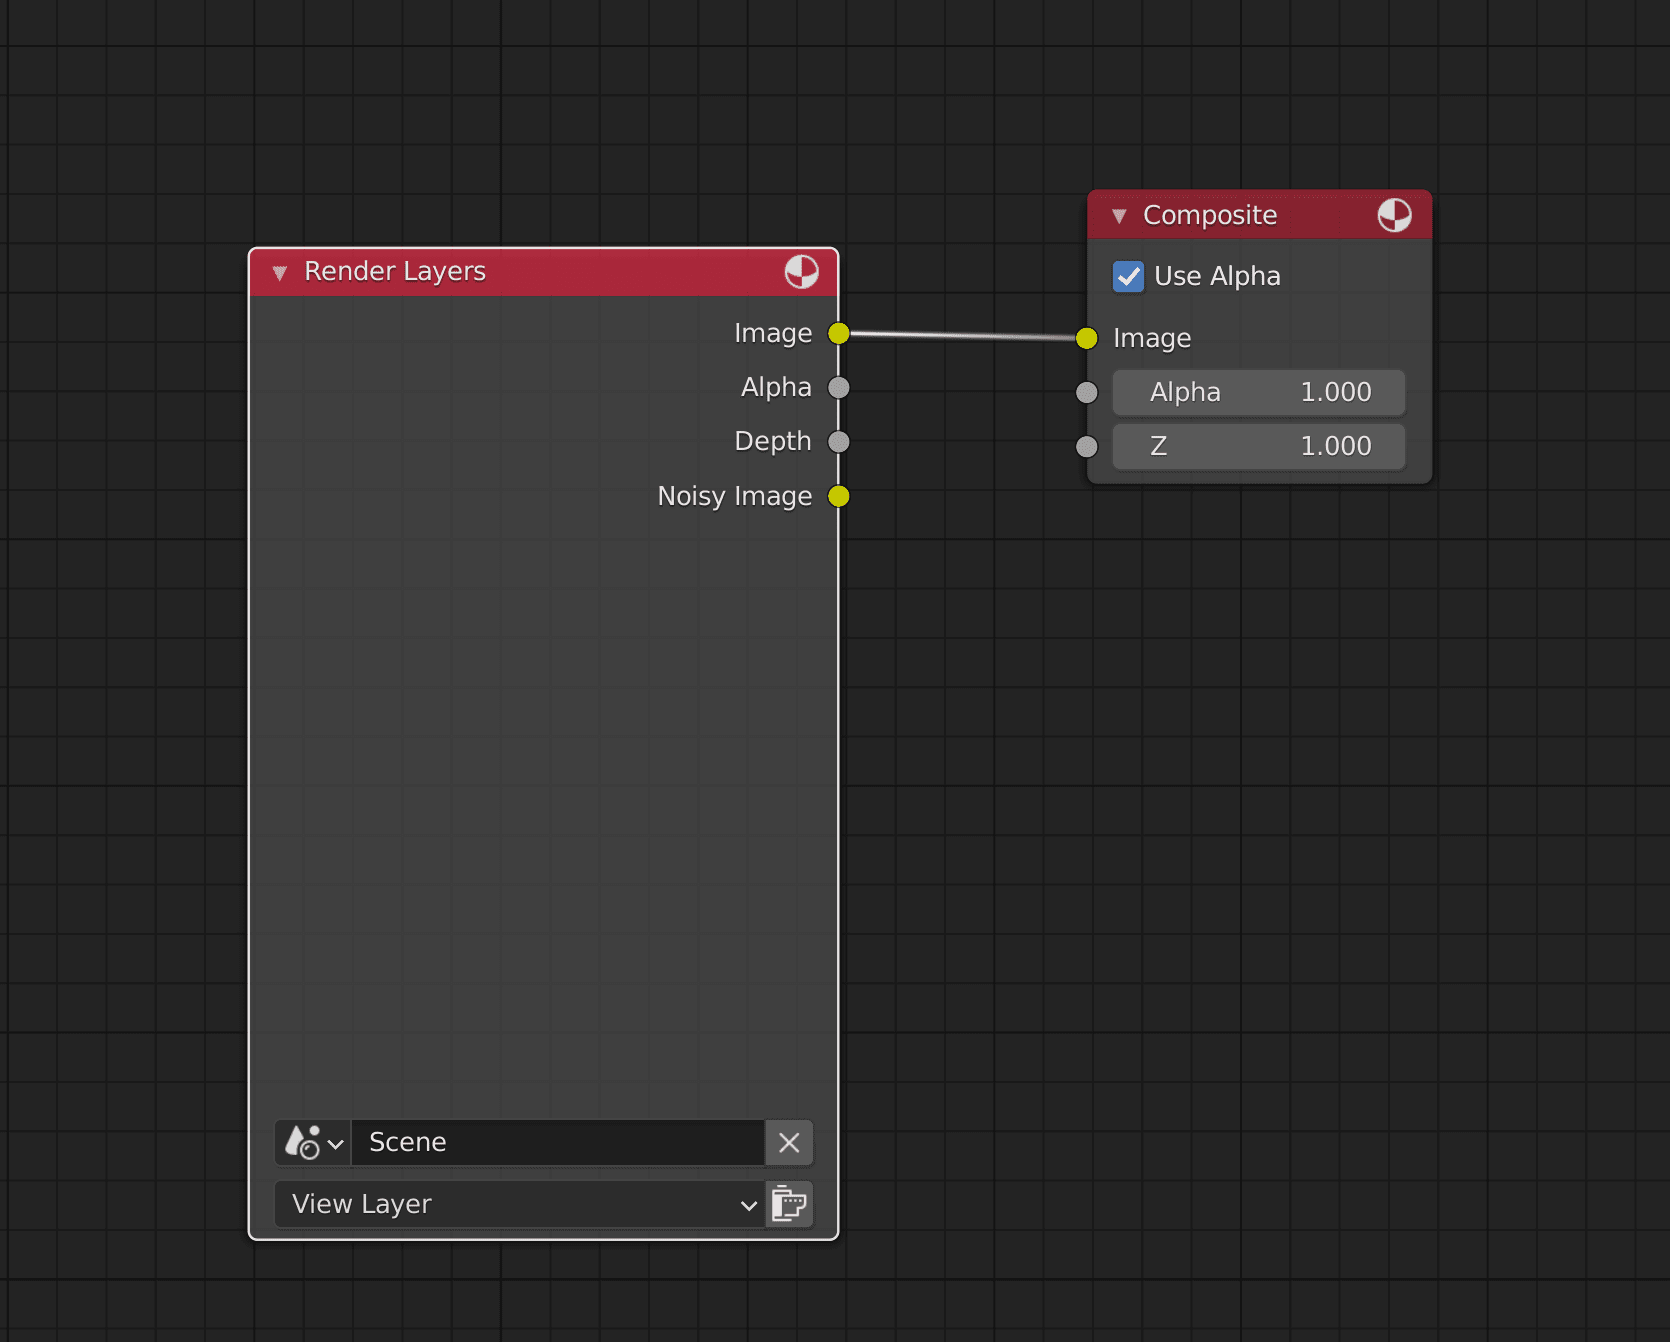 Render Layers
Image
Alpha
Depth
Noisy Image
Scene
View Layer
Composite
Use Alpha
Image
Alpha 1.000
Z 1.000